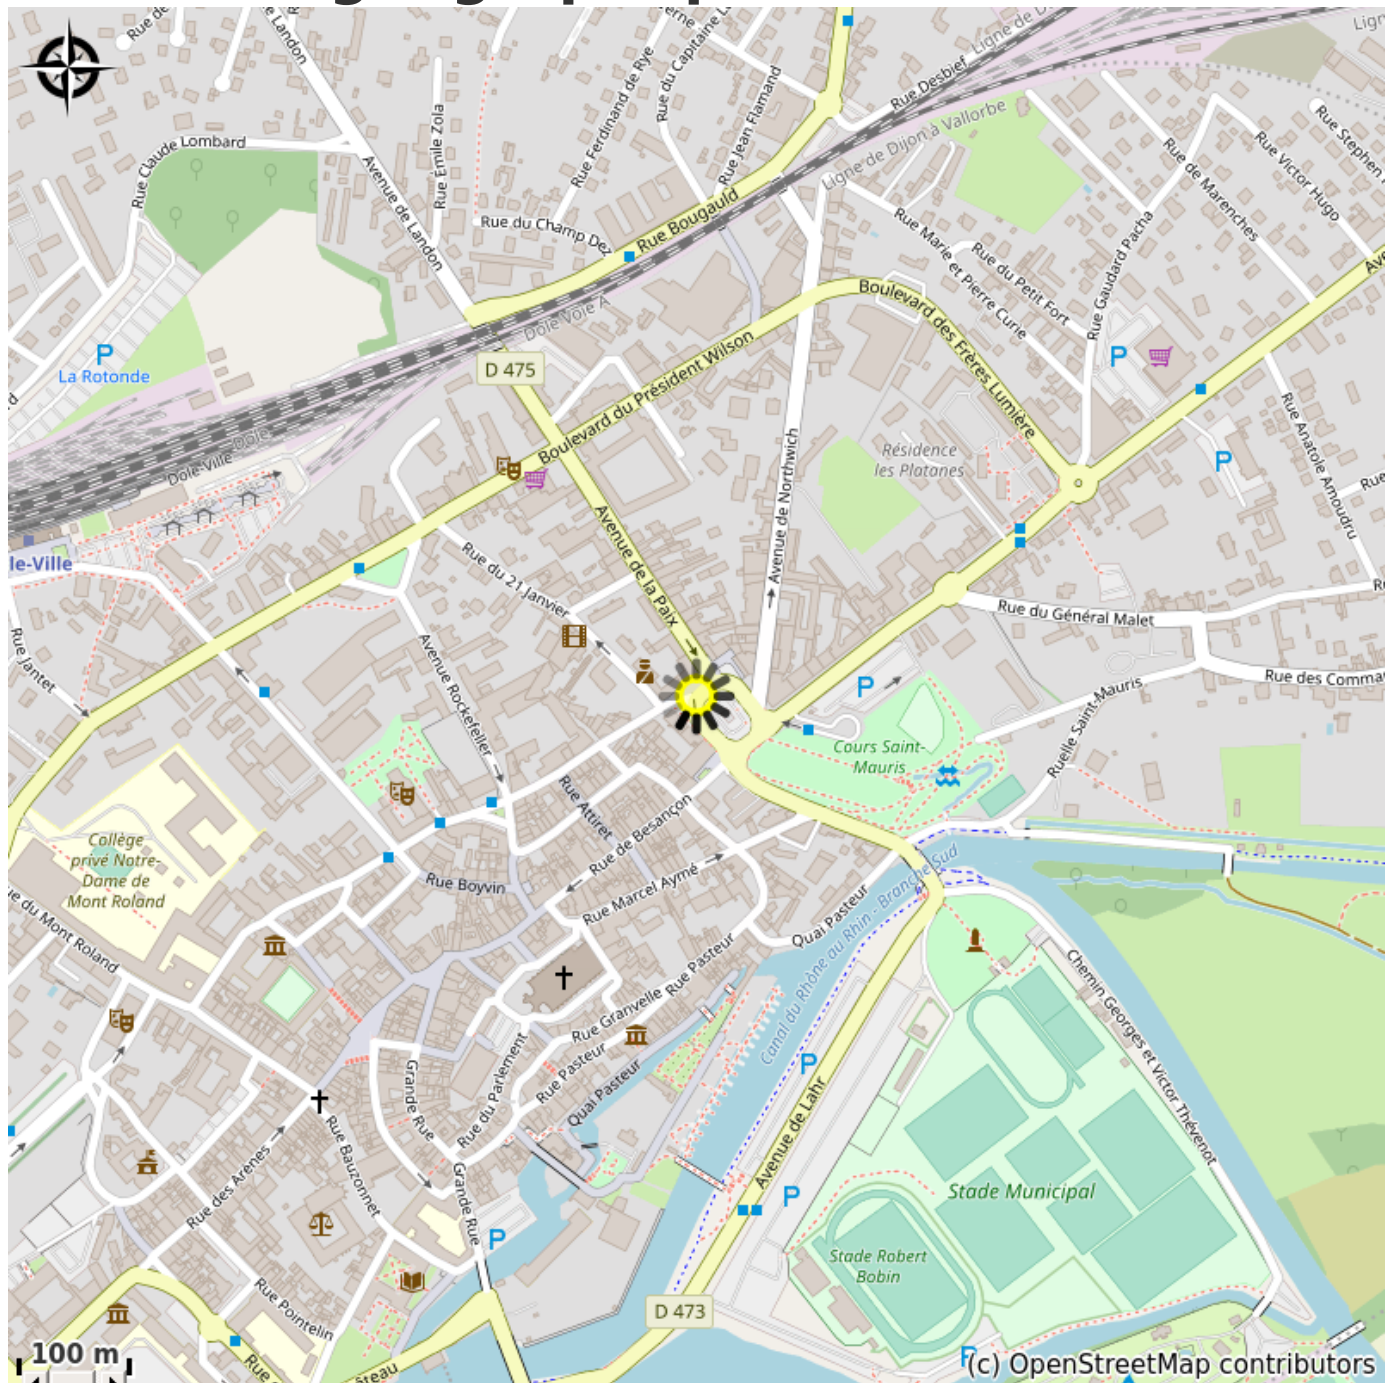 Rue de
Avenue de Landon
Rue Claude Lombard
Rue Émile Zola
Rue Ferdinand de Rye
Rue du Capitaine
Rue Jean Flamand
Rue Desbief
Ligne de Dijon à Vallorbe
Rue du Champ Dez
Rue Bougauld
Rue Stephen
Rue Victor Hugo
Rue de Marenches
Rue Gaudard Pacha
Rue Marie et Pierre Curie
Rue du Petit Fort
Boulevard des Frères Lumière
Dole Voie A
P
La Rotonde
D 475
Boulevard du Président Wilson
P
Dole-Ville
Dole
Résidence
les Platanes
P
Rue Anatole Amoudru
Avenue de Northwich
Avenue de la Paix
Rue du 21 Janvier
le-Ville
Rue Jantet
Avenue Rockefeller
Rue du Général Malet
Rue des Comma
P
Ruelle Saint-Mauris
Cours Saint-
Mauris
Rue Attiret
Rue de Besançon
Rue Marcel Aymé
Rue Boyvin
Collège
privé Notre-
Dame de
Mont Roland
ue du Mont Roland
Quai Pasteur
Canal du Rhône au Rhin - Branche Sud
Rue Pasteur
Rue Granvelle
Rue Pasteur
Quai Pasteur
Rue du Parlement
Grande Rue
Grande Rue
Chemin Georges et Victor Thévenot
P
Avenue de Lahr
Rue Bauzonnet
Rue des Arènes
Stade Municipal
P
P
Stade Robert
Bobin
Rue Pointelin
D 473
P
100 m
(c) OpenStreetMap contributors